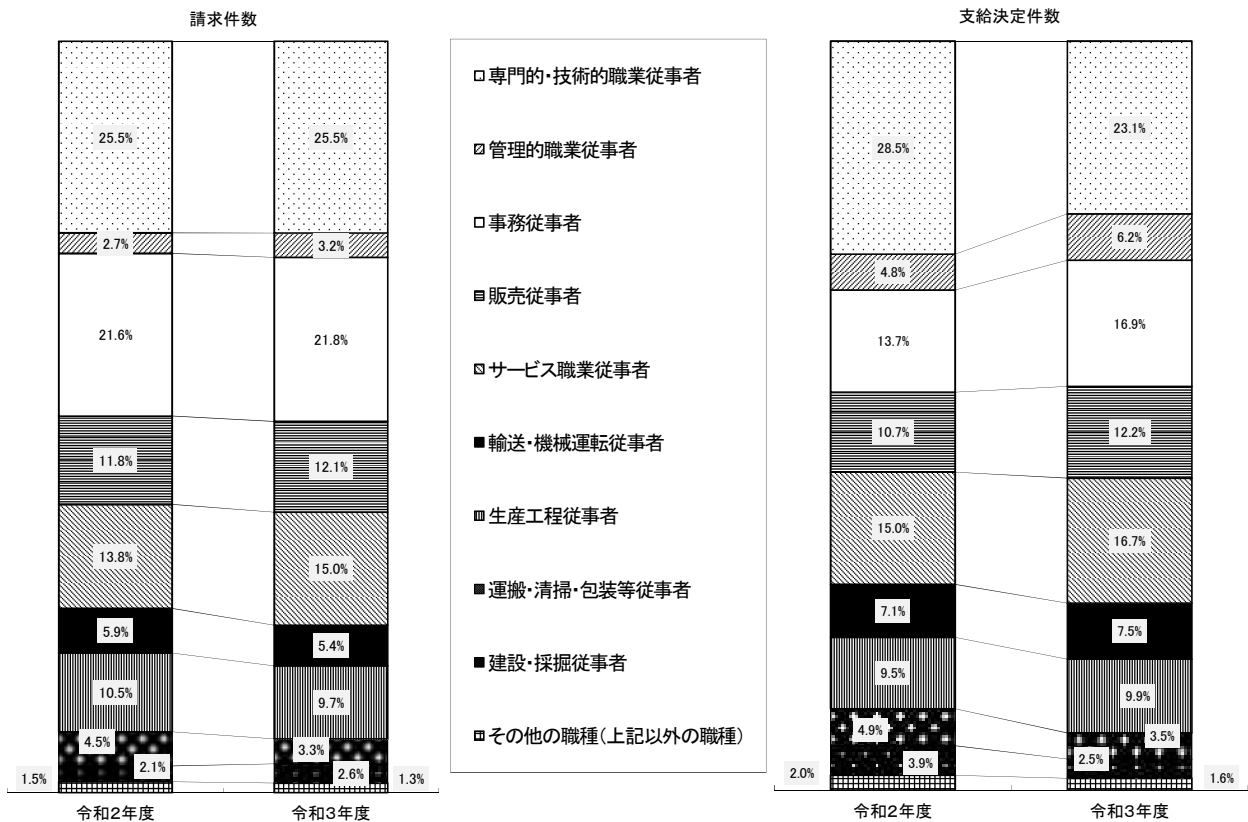 請求件数
25.5%
2.7%
21.6%
11.8%
13.8%
5.9%
10.5%
4.5%
2.1%
1.5%
令和2年度
25.5%
3.2%
21.8%
12.1%
15.0%
5.4%
9.7%
3.3%
2.6%
1.3%
令和3年度
専門的・技術的職業従事者
管理的職業従事者
事務従事者
販売従事者
サービス職業従事者
輸送・機械運転従事者
生産工程従事者
運搬・清掃・包装等従事者
建設・採掘従事者
その他の職種(上記以外の職種)
支給決定件数
28.5%
4.8%
13.7%
10.7%
15.0%
7.1%
9.5%
4.9%
3.9%
2.0%
令和2年度
23.1%
6.2%
16.9%
12.2%
16.7%
7.5%
9.9%
3.5%
2.5%
1.6%
令和3年度